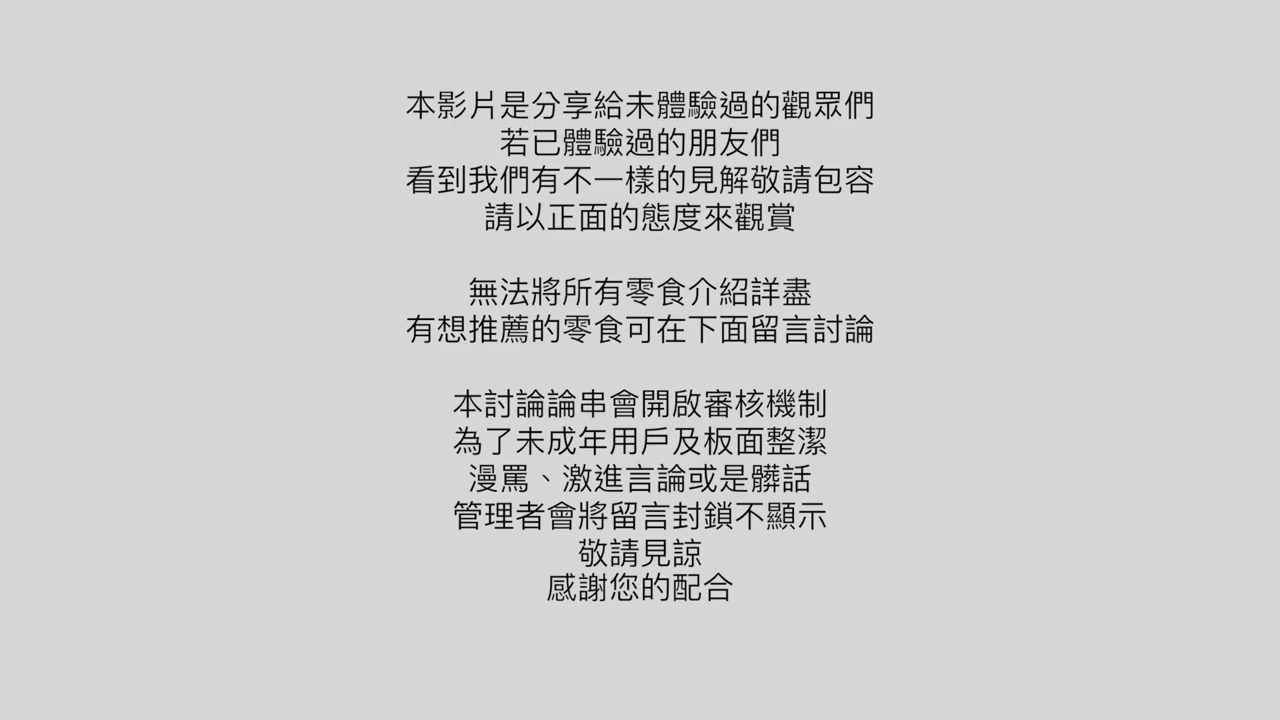 本影片是分享給未體驗過的觀眾們
若已體驗過的朋友們
看到我們有不一樣的見解敬請包容
請以正面的態度來觀賞
無法將所有零食介紹詳盡
有想推薦的零食可在下面留言討論
本討論論串會開啟審核機制
為了未成年用戶及板面整潔
漫罵、激進言論或是髒話
管理者會將留言封鎖不顯示
敬請見諒
感謝您的配合